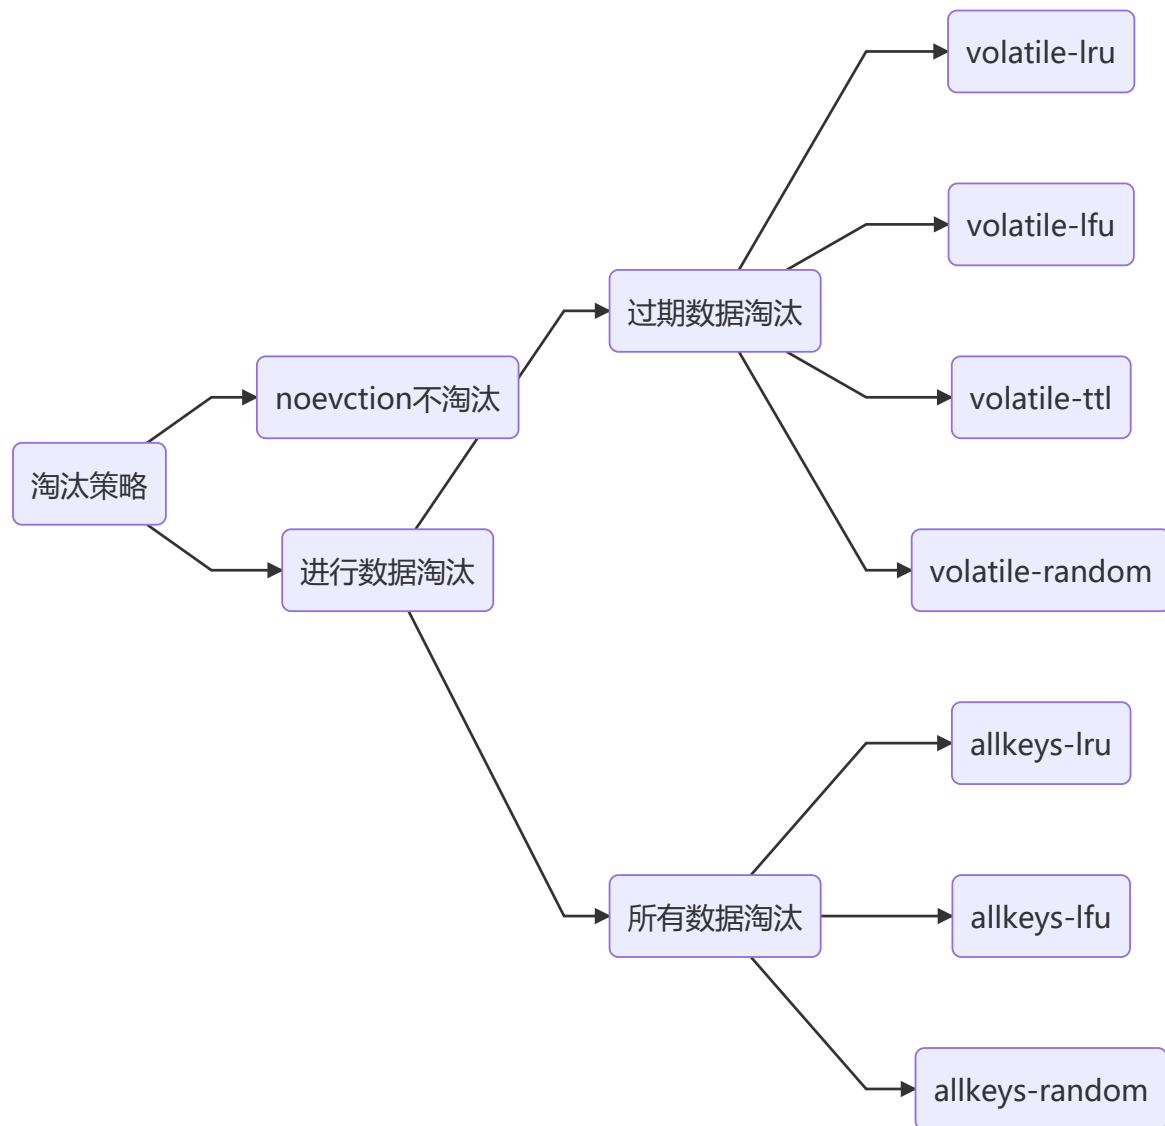 淘汰策略
noevction不淘汰
进行数据淘汰
过期数据淘汰
volatile-lru
volatile-lfu
volatile-ttl
volatile-random
所有数据淘汰
allkeys-lru
allkeys-lfu
allkeys-random